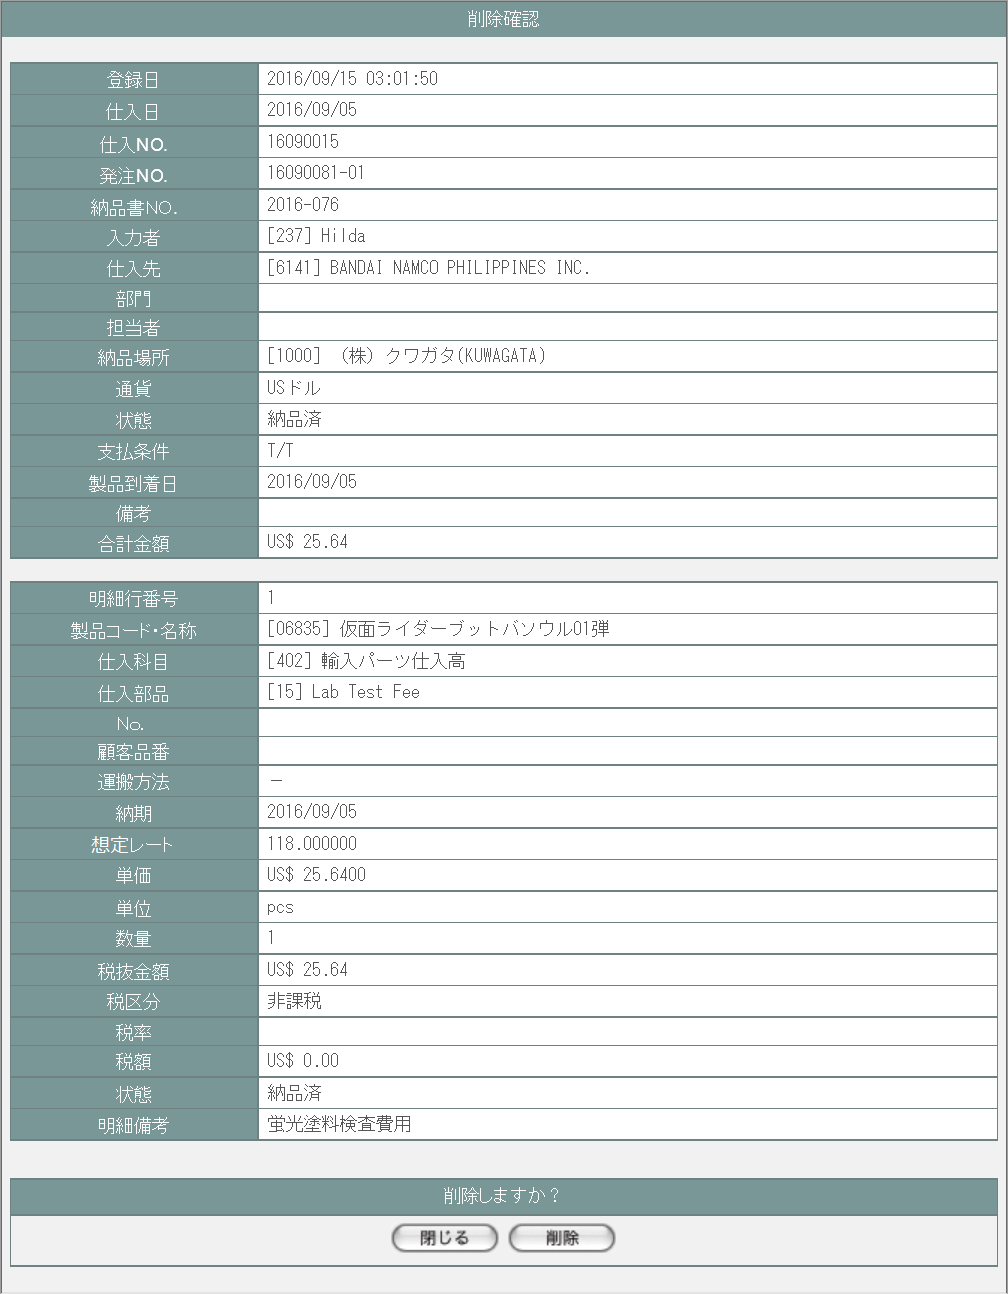 削除確認
登録日 2016/09/15 03:01:50
仕入日 2016/09/05
仕入NO. 16090015
発注NO. 16090081-01
納品書NO. 2016-076
入力者 [237] Hilda
仕入先 [6141] BANDAI NAMCO PHILIPPINES INC.
部門
担当者
納品場所 [1000] （株）クワガタ(KUWAGATA)
通貨 USドル
状態 納品済
支払条件 T/T
製品到着日 2016/09/05
備考
合計金額 US$ 25.64
明細行番号 1
製品コード・名称 [06835] 仮面ライダーブットバソウル01弾
仕入科目 [402] 輸入パーツ仕入高
仕入部品 [15] Lab Test Fee
No.
顧客品番
運搬方法 －
納期 2016/09/05
想定レート 118.000000
単価 US$ 25.6400
単位 pcs
数量 1
税抜金額 US$ 25.64
税区分 非課税
税率
税額 US$ 0.00
状態 納品済
明細備考 蛍光塗料検査費用
削除しますか？
閉じる 削除